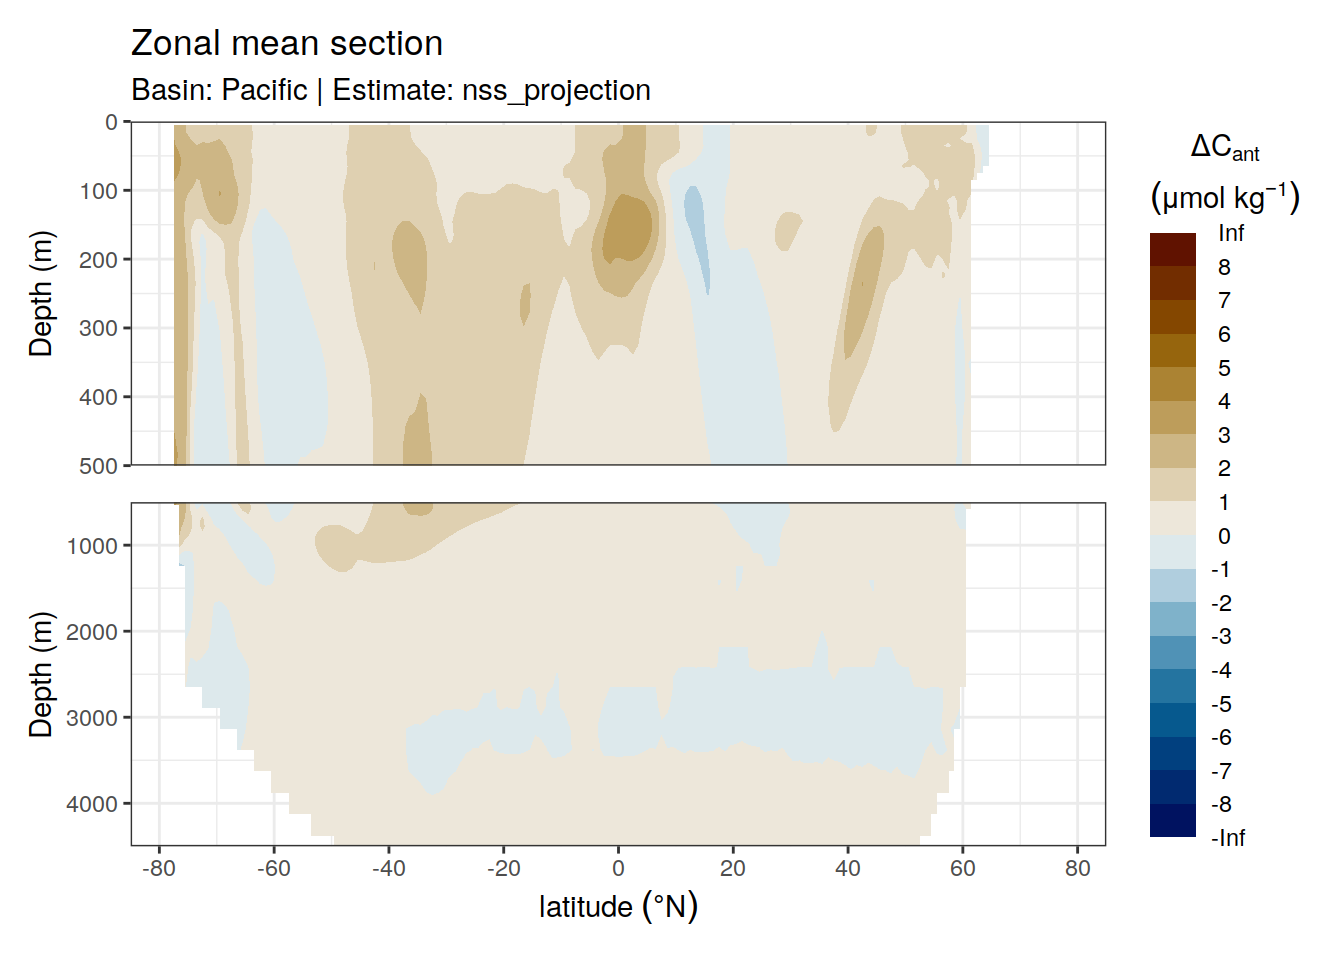 Zonal mean section
Basin: Pacific | Estimate: nss_projection
0
100
200
300
400
500
Depth (m)
1000
2000
3000
4000
Depth (m)
-80 -60 -40 -20 0 20 40 60 80
latitude (°N)
ΔCant
(µmol kg⁻¹)
Inf
8
7
6
5
4
3
2
1
0
-1
-2
-3
-4
-5
-6
-7
-8
-Inf